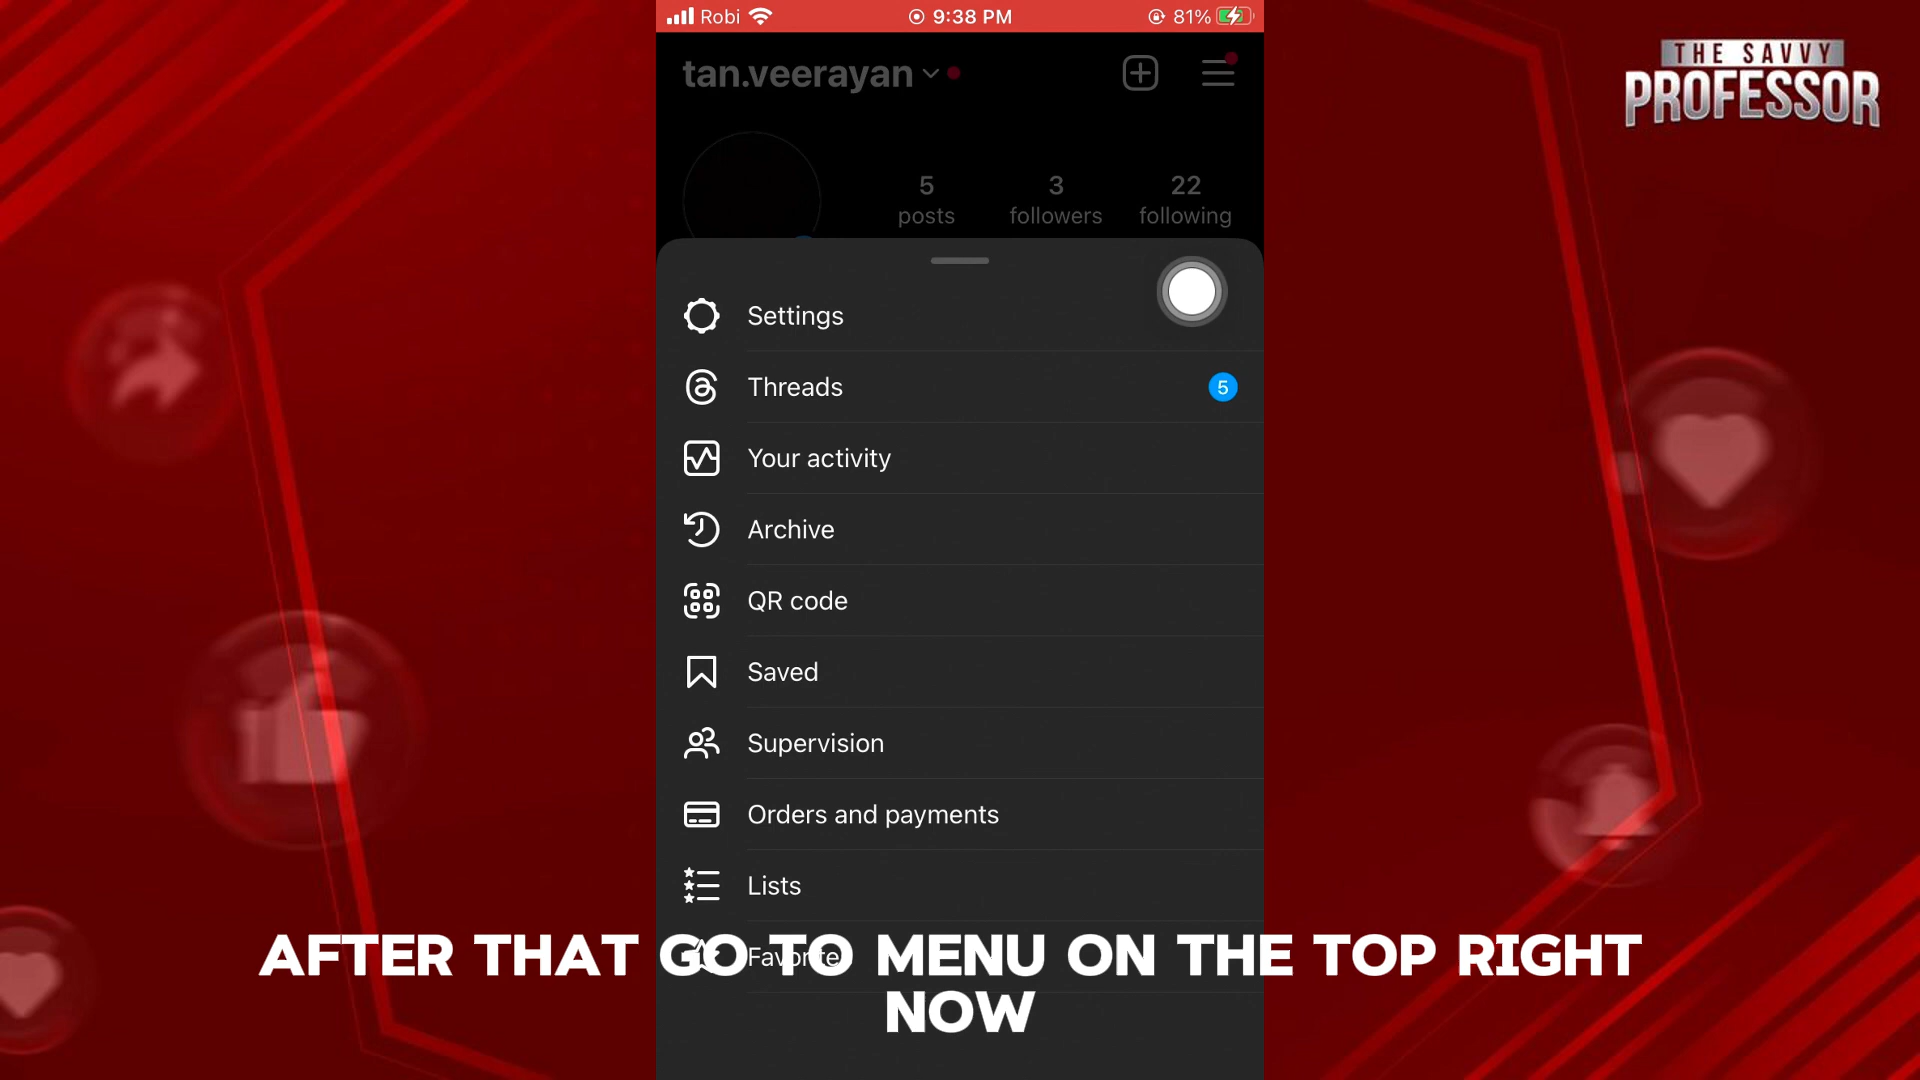 Robi
9:38 PM
81%
THE SAVVY
PROFESSOR
tan.veerayan
5
posts
3
followers
22
following
Settings
Threads
5
Your activity
Archive
QR code
Saved
Supervision
Orders and payments
Lists
Favorite
AFTER THAT GO TO MENU ON THE TOP RIGHT
NOW